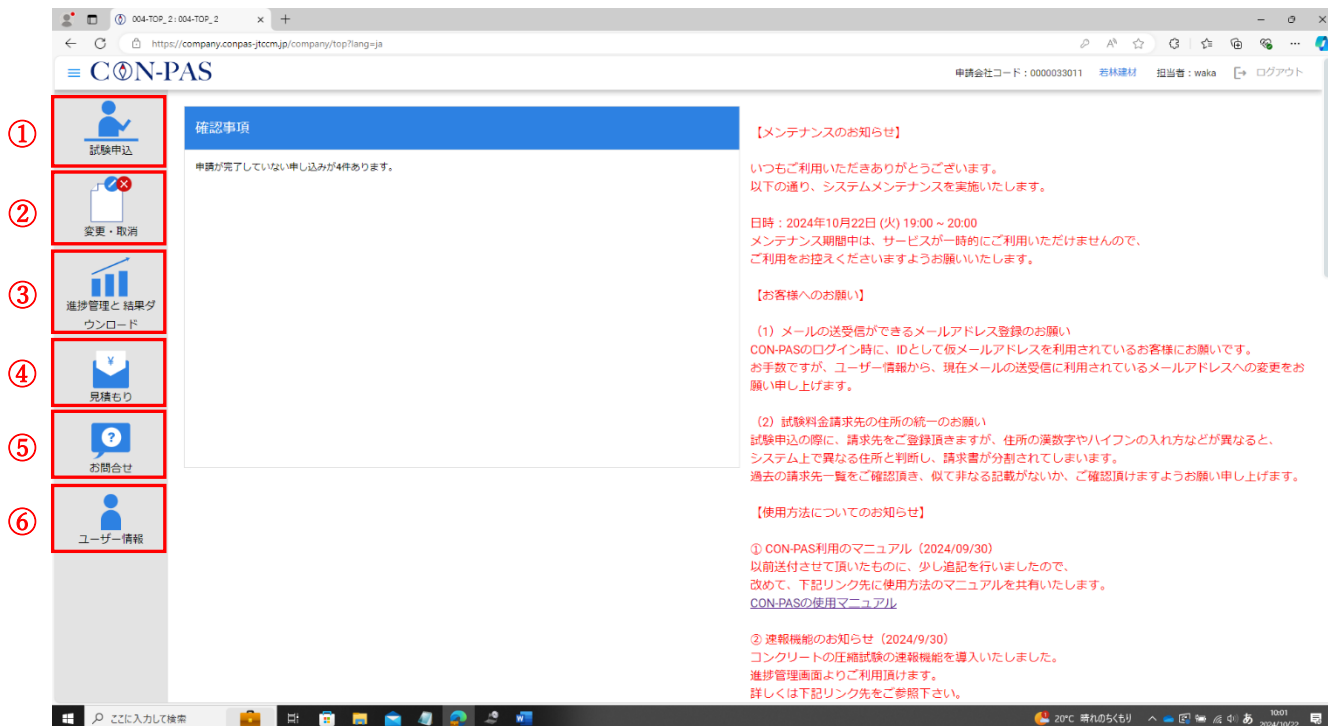 004-TOP_2 : 004-TOP_2
https://company.conpas-jtccm.jp/company/top?lang=ja
CON-PAS
申請会社コード：0000033011 若林建材 担当者：waka ログアウト
① 試験申込
② 変更・取消
③ 進捗管理と 結果ダ
ウンロード
④ 見積もり
⑤ お問合せ
⑥ ユーザー情報
確認事項
申請が完了していない申し込みが4件あります。
【メンテナンスのお知らせ】
いつもご利用いただきありがとうございます。
以下の通り、システムメンテナンスを実施いたします。
日時：2024年10月22日 (火) 19:00 ~ 20:00
メンテナンス期間中は、サービスが一時的にご利用いただけませんので、
ご利用をお控えくださいますようお願いいたします。
【お客様へのお願い】
（1）メールの送受信ができるメールアドレス登録のお願い
CON-PASのログイン時に、IDとして仮メールアドレスを利用されているお客様にお願いです。
お手数ですが、ユーザー情報から、現在メールの送受信に利用されているメールアドレスへの変更をお
願い申し上げます。
（2）試験料金請求先の住所の統一のお願い
試験申込の際に、請求先をご登録頂きますが、住所の漢数字やハイフンの入れ方などが異なると、
システム上で異なる住所と判断し、請求書が分割されてしまいます。
過去の請求先一覧をご確認頂き、似て非なる記載がないか、ご確認頂けますようお願い申し上げます。
【使用方法についてのお知らせ】
① CON-PAS利用のマニュアル（2024/09/30）
以前送付させて頂いたものに、少し追記を行いましたので、
改めて、下記リンク先に使用方法のマニュアルを共有いたします。
CON-PASの使用マニュアル
② 速報機能のお知らせ（2024/9/30）
コンクリートの圧縮試験の速報機能を導入いたしました。
進捗管理画面よりご利用頂けます。
詳しくは下記リンク先をご参照下さい。
ここに入力して検索
20°C 晴れのちくもり あ 10:01
2024/10/22